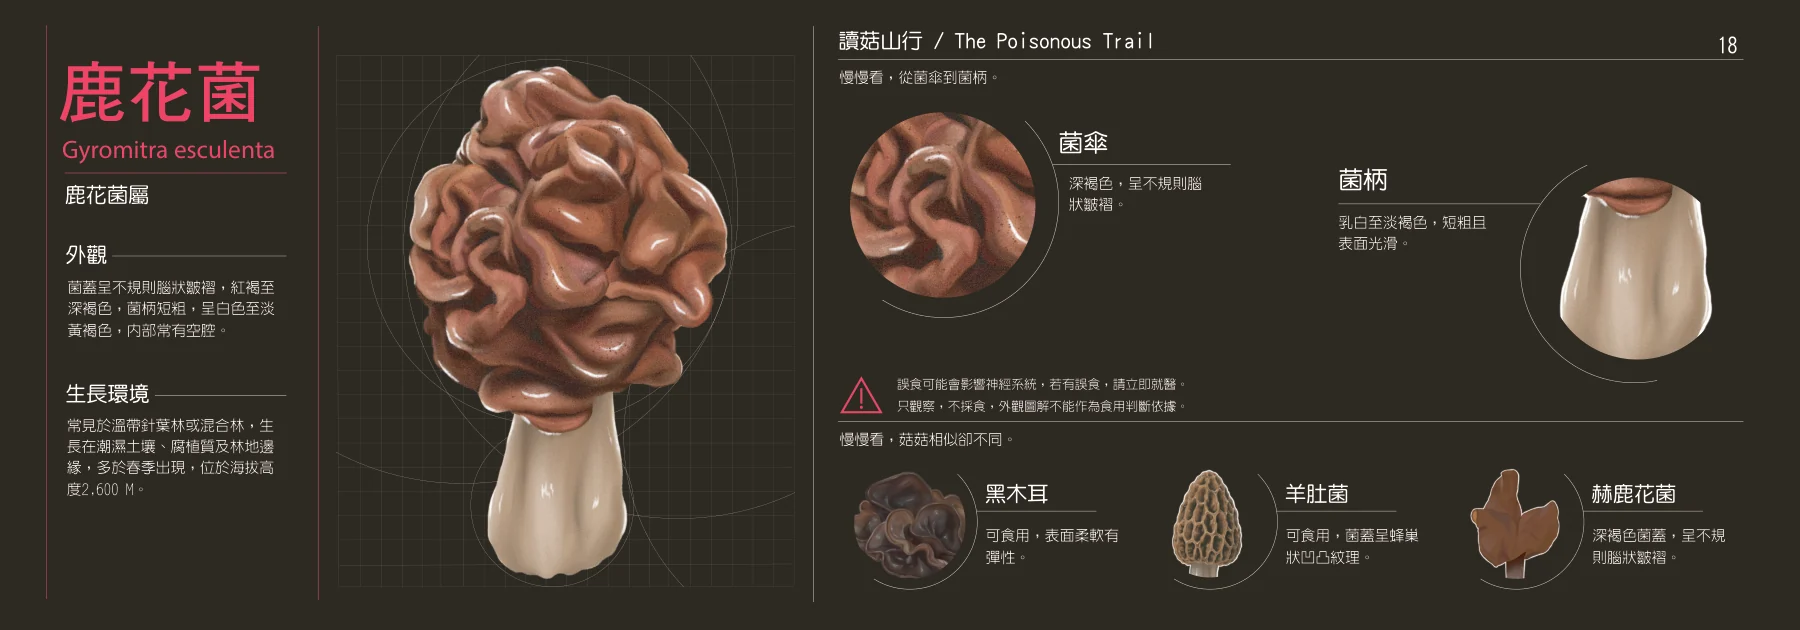 鹿花菌
Gyromitra esculenta
鹿花菌屬
外觀
菌蓋呈不規則腦狀皺褶，紅褐至
深褐色，菌柄短粗，呈白色至淡
黃褐色，內部常有空腔。
生長環境
常見於溫帶針葉林或混合林，生
長在潮濕土壤、腐植質及林地邊
緣，多於春季出現，位於海拔高
度2,600 M。
讀菇山行 / The Poisonous Trail
18
慢慢看，從菌傘到菌柄。
菌傘
深褐色，呈不規則腦
狀皺褶。
菌柄
乳白至淡褐色，短粗且
表面光滑。
誤食可能會影響神經系統，若有誤食，請立即就醫。
只觀察，不採食，外觀圖解不能作為食用判斷依據。
慢慢看，菇菇相似卻不同。
黑木耳
可食用，表面柔軟有
彈性。
羊肚菌
可食用，菌蓋呈蜂巢
狀凹凸紋理。
赫鹿花菌
深褐色菌蓋，呈不規
則腦狀皺褶。